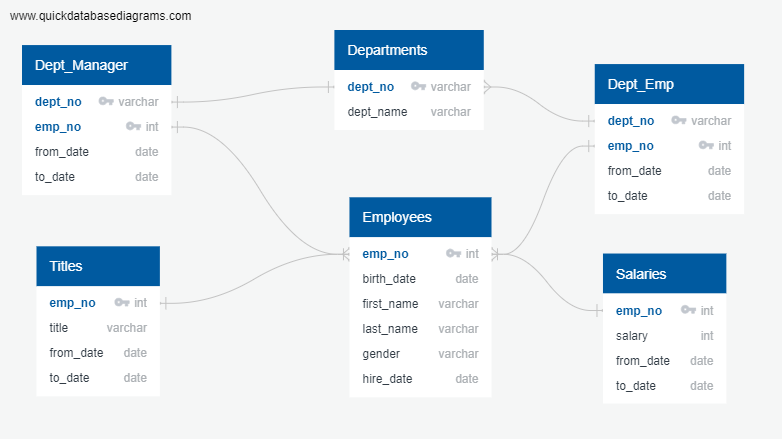 www.quickdatabasediagrams.com
Dept_Manager
dept_no varchar
emp_no int
from_date date
to_date date
Departments
dept_no varchar
dept_name varchar
Dept_Emp
dept_no varchar
emp_no int
from_date date
to_date date
Titles
emp_no int
title varchar
from_date date
to_date date
Employees
emp_no int
birth_date date
first_name varchar
last_name varchar
gender varchar
hire_date date
Salaries
emp_no int
salary int
from_date date
to_date date